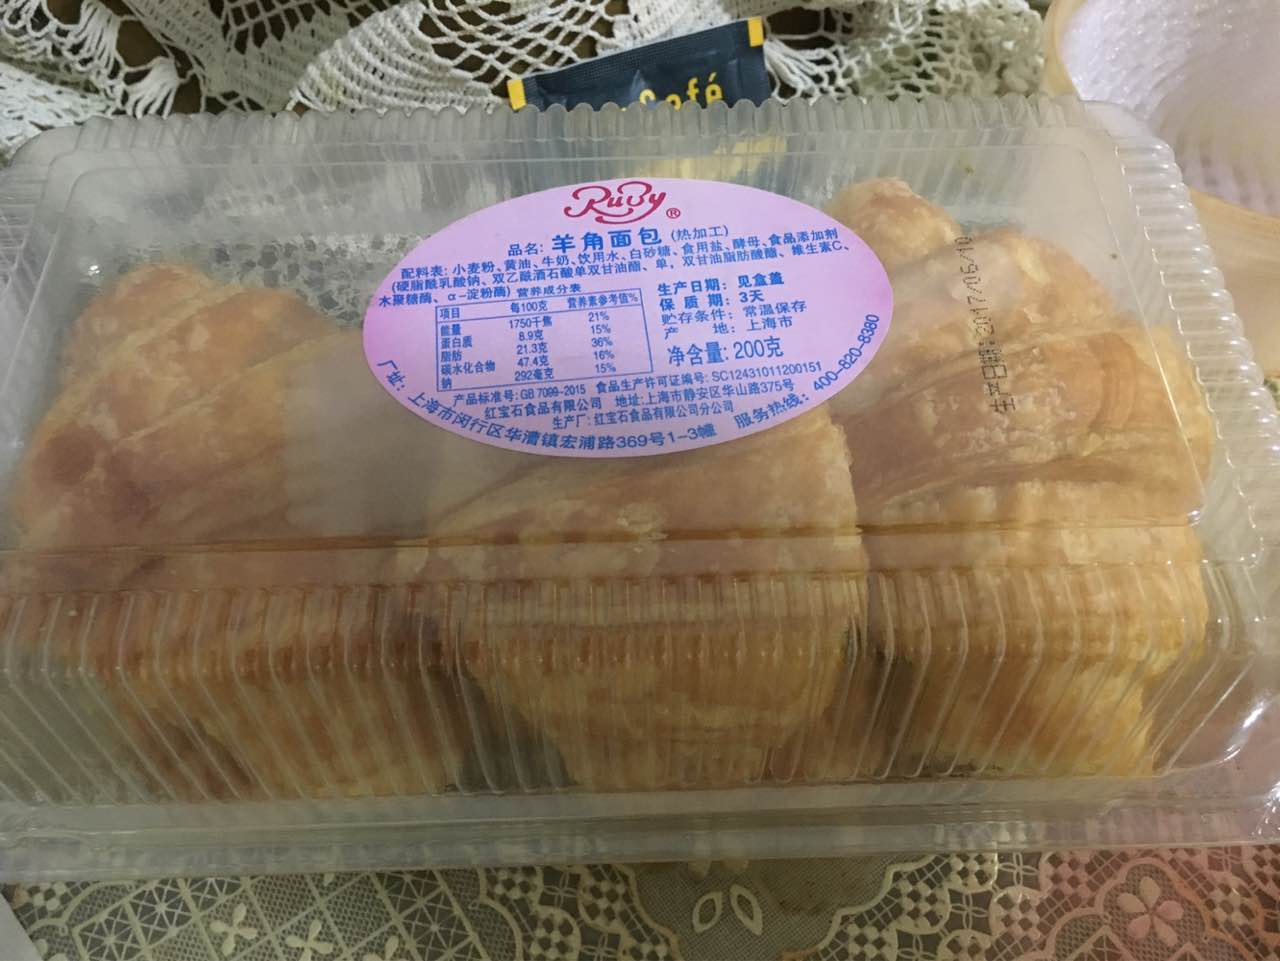 Café
RuBy®
品名: 羊角面包 (热加工)
配料表: 小麦粉、黄油、牛奶、饮用水、白砂糖、食用盐、酵母、食品添加剂
(硬脂酰乳酸钠、双乙酰酒石酸单双甘油酯、单，双甘油脂肪酸酯、维生素C、
木聚糖酶、α-淀粉酶) 营养成分表
项目 每100克 营养素参考值%
能量 1750千焦 21%
蛋白质 8.9克 15%
脂肪 21.3克 36%
碳水化合物 47.4克 16%
钠 292毫克 15%
生产日期: 见盒盖
保质期: 3天
贮存条件: 常温保存
产地: 上海市
净含量: 200克
产品标准号: GB 7099-2015 食品生产许可证编号: SC12431011200151
红宝石食品有限公司 地址: 上海市静安区华山路375号
生产厂: 红宝石食品有限公司分公司
厂址: 上海市闵行区华漕镇宏浦路369号1-3幢 服务热线: 400-820-8380
生产日期: 2017/06/10